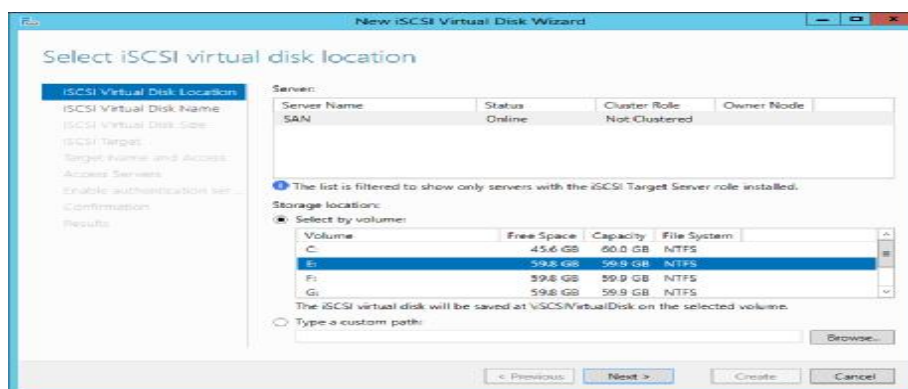 New iSCSI Virtual Disk Wizard
Select iSCSI virtual disk location
iSCSI Virtual Disk Location
iSCSI Virtual Disk Name
iSCSI Virtual Disk Size
iSCSI Target
Target Name and Access
Access Servers
Enable authentication ser...
Confirmation
Results
Server:
Server Name Status Cluster Role Owner Node
SAN Online Not Clustered
The list is filtered to show only servers with the iSCSI Target Server role installed.
Storage location:
Select by volume:
Volume Free Space Capacity File System
C: 45.6 GB 60.0 GB NTFS
E: 59.8 GB 59.9 GB NTFS
F: 59.8 GB 59.9 GB NTFS
G: 59.8 GB 59.9 GB NTFS
The iSCSI virtual disk will be saved at \iSCSIVirtualDisk on the selected volume.
Type a custom path:
Browse...
< Previous Next > Create Cancel